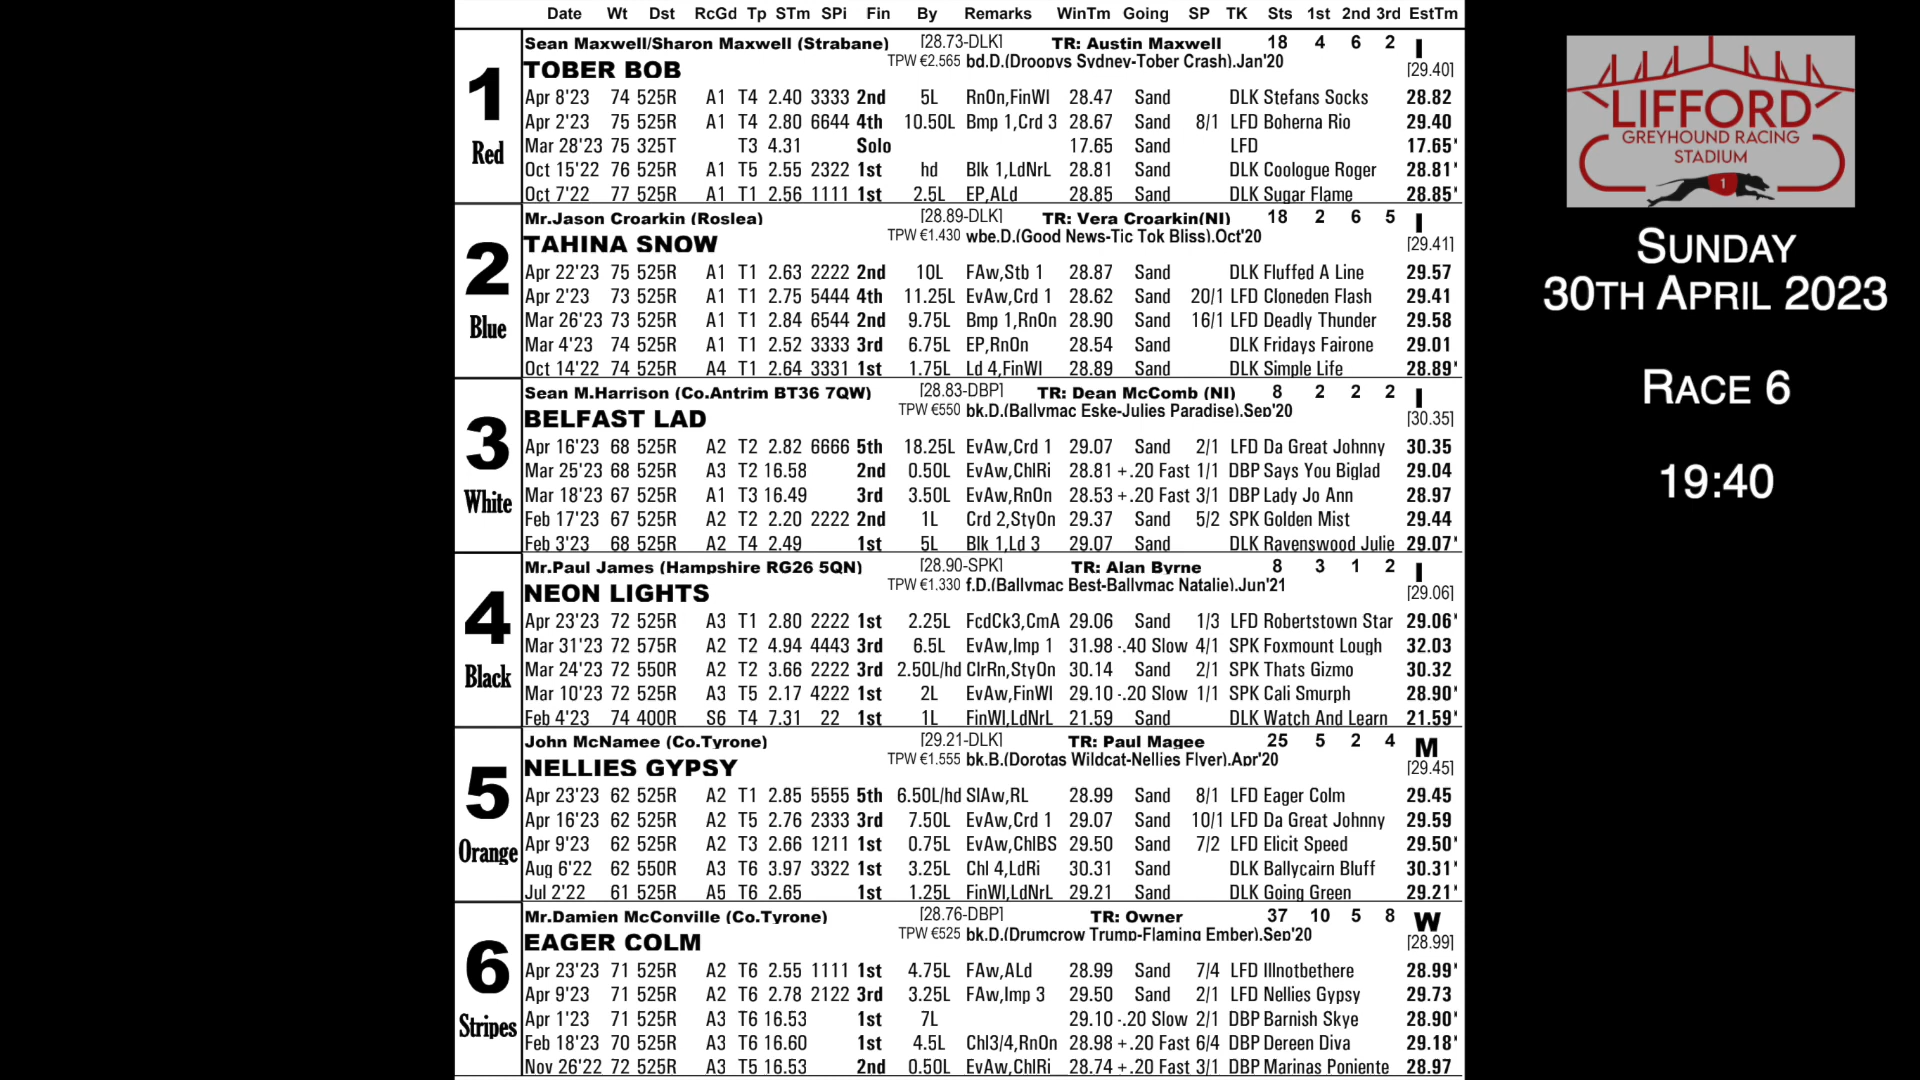 Date Wt Dst RcGd Tp STm SPi Fin By Remarks WinTm Going SP TK Sts 1st 2nd 3rd EstTm
1
Red
Sean Maxwell/Sharon Maxwell (Strabane) [28.73-DLK] TR: Austin Maxwell 18 4 6 2 I
TOBER BOB TPW €2.565 bd.D.(Droopys Sydney-Tober Crash).Jan'20 [29.40]
Apr 8'23 74 525R A1 T4 2.40 3333 2nd 5L RnOn,FinWl 28.47 Sand DLK Stefans Socks 28.82
Apr 2'23 75 525R A1 T4 2.80 6644 4th 10.50L Bmp 1,Crd 3 28.67 Sand 8/1 LFD Boherna Rio 29.40
Mar 28'23 75 325T T3 4.31 Solo 17.65 Sand LFD 17.65*
Oct 15'22 76 525R A1 T5 2.55 2322 1st hd Blk 1,LdNrL 28.81 Sand DLK Coologue Roger 28.81*
Oct 7'22 77 525R A1 T1 2.56 1111 1st 2.5L EP,ALd 28.85 Sand DLK Sugar Flame 28.85*
2
Blue
Mr.Jason Croarkin (Roslea) [28.89-DLK] TR: Vera Croarkin(NI) 18 2 6 5 I
TAHINA SNOW TPW €1.430 wbe.D.(Good News-Tic Tok Bliss).Oct'20 [29.41]
Apr 22'23 75 525R A1 T1 2.63 2222 2nd 10L FAw,Stb 1 28.87 Sand DLK Fluffed A Line 29.57
Apr 2'23 73 525R A1 T1 2.75 5444 4th 11.25L EvAw,Crd 1 28.62 Sand 20/1 LFD Cloneden Flash 29.41
Mar 26'23 73 525R A1 T1 2.84 6544 2nd 9.75L Bmp 1,RnOn 28.90 Sand 16/1 LFD Deadly Thunder 29.58
Mar 4'23 74 525R A1 T1 2.52 3333 3rd 6.75L EP,RnOn 28.54 Sand DLK Fridays Fairone 29.01
Oct 14'22 74 525R A4 T1 2.64 3331 1st 1.75L Ld 4,FinWl 28.89 Sand DLK Simple Life 28.89*
3
White
Sean M.Harrison (Co.Antrim BT36 7QW) [28.83-DBP] TR: Dean McComb (NI) 8 2 2 2 I
BELFAST LAD TPW €550 bk.D.(Ballymac Eske-Julies Paradise).Sep'20 [30.35]
Apr 16'23 68 525R A2 T2 2.82 6666 5th 18.25L EvAw,Crd 1 29.07 Sand 2/1 LFD Da Great Johnny 30.35
Mar 25'23 68 525R A3 T2 16.58 2nd 0.50L EvAw,ChlRi 28.81 +.20 Fast 1/1 DBP Says You Biglad 29.04
Mar 18'23 67 525R A1 T3 16.49 3rd 3.50L EvAw,RnOn 28.53 +.20 Fast 3/1 DBP Lady Jo Ann 28.97
Feb 17'23 67 525R A2 T2 2.20 2222 2nd 1L Crd 2,StyOn 29.37 Sand 5/2 SPK Golden Mist 29.44
Feb 3'23 68 525R A2 T4 2.49 1st 5L Blk 1,Ld 3 29.07 Sand DLK Ravenswood Julie 29.07*
4
Black
Mr.Paul James (Hampshire RG26 5QN) [28.90-SPK] TR: Alan Byrne 8 3 1 2 I
NEON LIGHTS TPW €1.330 f.D.(Ballymac Best-Ballymac Natalie).Jun'21 [29.06]
Apr 23'23 72 525R A3 T1 2.80 2222 1st 2.25L FcdCk3,CmA 29.06 Sand 1/3 LFD Robertstown Star 29.06*
Mar 31'23 72 575R A2 T2 4.94 4443 3rd 6.5L EvAw,Imp 1 31.98 -.40 Slow 4/1 SPK Foxmount Lough 32.03
Mar 24'23 72 550R A2 T2 3.66 2222 3rd 2.50L/hd ClrRn,StyOn 30.14 Sand 2/1 SPK Thats Gizmo 30.32
Mar 10'23 72 525R A3 T5 2.17 4222 1st 2L EvAw,FinWl 29.10 -.20 Slow 1/1 SPK Cali Smurph 28.90*
Feb 4'23 74 400R S6 T4 7.31 22 1st 1L FinWl,LdNrL 21.59 Sand DLK Watch And Learn 21.59*
5
Orange
John McNamee (Co.Tyrone) [29.21-DLK] TR: Paul Magee 25 5 2 4 M
NELLIES GYPSY TPW €1.555 bk.B.(Dorotas Wildcat-Nellies Flyer).Apr'20 [29.45]
Apr 23'23 62 525R A2 T1 2.85 5555 5th 6.50L/hd SlAw,RL 28.99 Sand 8/1 LFD Eager Colm 29.45
Apr 16'23 62 525R A2 T5 2.76 2333 3rd 7.50L EvAw,Crd 1 29.07 Sand 10/1 LFD Da Great Johnny 29.59
Apr 9'23 62 525R A2 T3 2.66 1211 1st 0.75L EvAw,ChlBS 29.50 Sand 7/2 LFD Elicit Speed 29.50*
Aug 6'22 62 550R A3 T6 3.97 3322 1st 3.25L Chl 4,LdRi 30.31 Sand DLK Ballycairn Bluff 30.31*
Jul 2'22 61 525R A5 T6 2.65 1st 1.25L FinWl,LdNrL 29.21 Sand DLK Going Green 29.21*
6
Stripes
Mr.Damien McConville (Co.Tyrone) [28.76-DBP] TR: Owner 37 10 5 8 W
EAGER COLM TPW €525 bk.D.(Drumcrow Trump-Flaming Ember).Sep'20 [28.99]
Apr 23'23 71 525R A2 T6 2.55 1111 1st 4.75L FAw,ALd 28.99 Sand 7/4 LFD Illnotbethere 28.99*
Apr 9'23 71 525R A2 T6 2.78 2122 3rd 3.25L FAw,Imp 3 29.50 Sand 2/1 LFD Nellies Gypsy 29.73
Apr 1'23 71 525R A3 T6 16.53 1st 7L 29.10 -.20 Slow 2/1 DBP Barnish Skye 28.90*
Feb 18'23 70 525R A3 T6 16.60 1st 4.5L Chl3/4,RnOn 28.98 +.20 Fast 6/4 DBP Dereen Diva 29.18*
Nov 26'22 72 525R A3 T5 16.53 2nd 0.50L EvAw,ChlRi 28.74 +.20 Fast 3/1 DBP Marinas Poniente 28.97
LIFFORD
GREYHOUND RACING
STADIUM
1
SUNDAY
30TH APRIL 2023
RACE 6
19:40